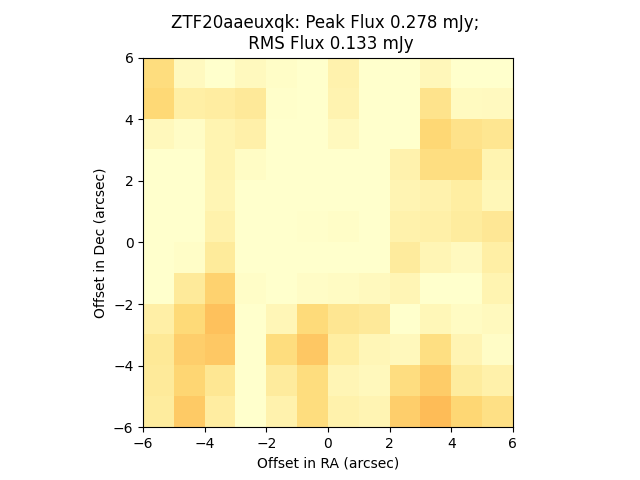 ZTF20aaeuxqk: Peak Flux 0.278 mJy;
RMS Flux 0.133 mJy
6
4
2
0
−2
−4
−6
Offset in Dec (arcsec)
−6 −4 −2 0 2 4 6
Offset in RA (arcsec)